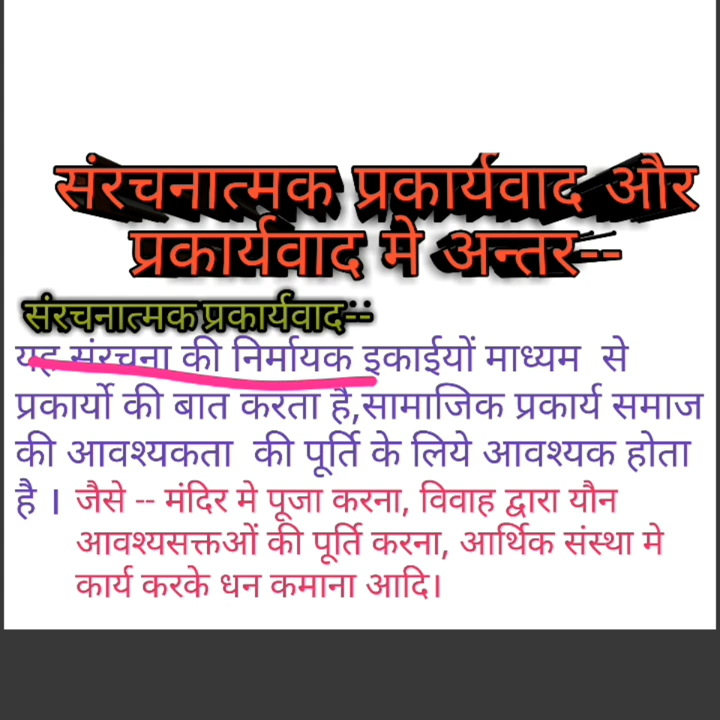 संरचनात्मक प्रकार्यवाद और
प्रकार्यवाद मे अन्तर--
संरचनात्मक प्रकार्यवाद--
यह संरचना की निर्मायक इकाईयों माध्यम से
प्रकार्यो की बात करता है,सामाजिक प्रकार्य समाज
की आवश्यकता की पूर्ति के लिये आवश्यक होता
है । जैसे -- मंदिर मे पूजा करना, विवाह द्वारा यौन
आवश्यसक्तओं की पूर्ति करना, आर्थिक संस्था मे
कार्य करके धन कमाना आदि।